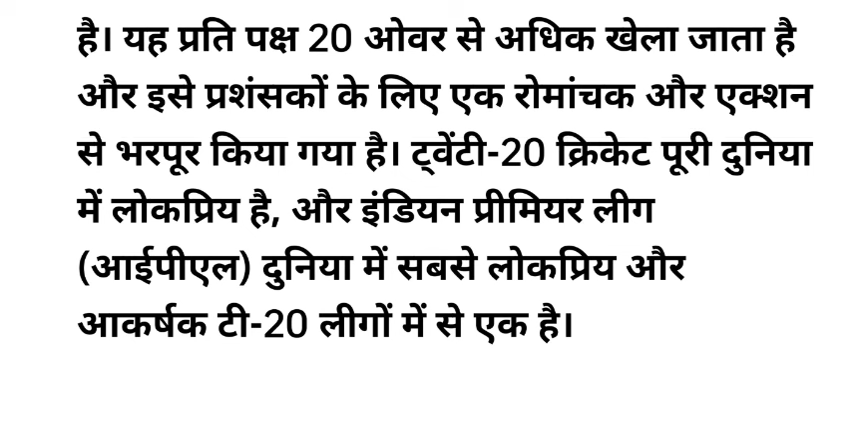 है। यह प्रति पक्ष 20 ओवर से अधिक खेला जाता है
और इसे प्रशंसकों के लिए एक रोमांचक और एक्शन
से भरपूर किया गया है। ट्वेंटी-20 क्रिकेट पूरी दुनिया
में लोकप्रिय है, और इंडियन प्रीमियर लीग
(आईपीएल) दुनिया में सबसे लोकप्रिय और
आकर्षक टी-20 लीगों में से एक है।